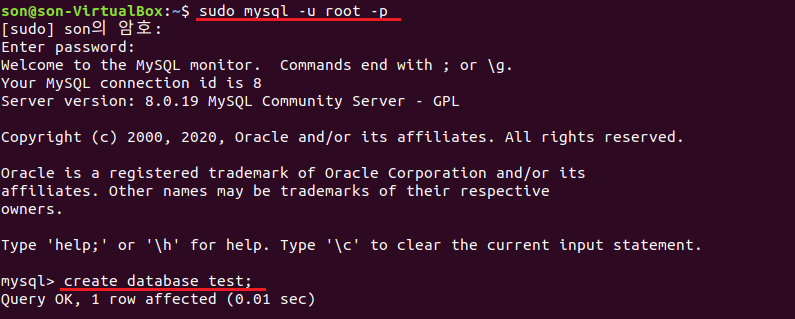 son@son-VirtualBox:~$ sudo mysql -u root -p
[sudo] son의 암호:
Enter password:
Welcome to the MySQL monitor.  Commands end with ; or \g.
Your MySQL connection id is 8
Server version: 8.0.19 MySQL Community Server - GPL

Copyright (c) 2000, 2020, Oracle and/or its affiliates. All rights reserved.

Oracle is a registered trademark of Oracle Corporation and/or its
affiliates. Other names may be trademarks of their respective
owners.

Type 'help;' or '\h' for help. Type '\c' to clear the current input statement.

mysql> create database test;
Query OK, 1 row affected (0.01 sec)